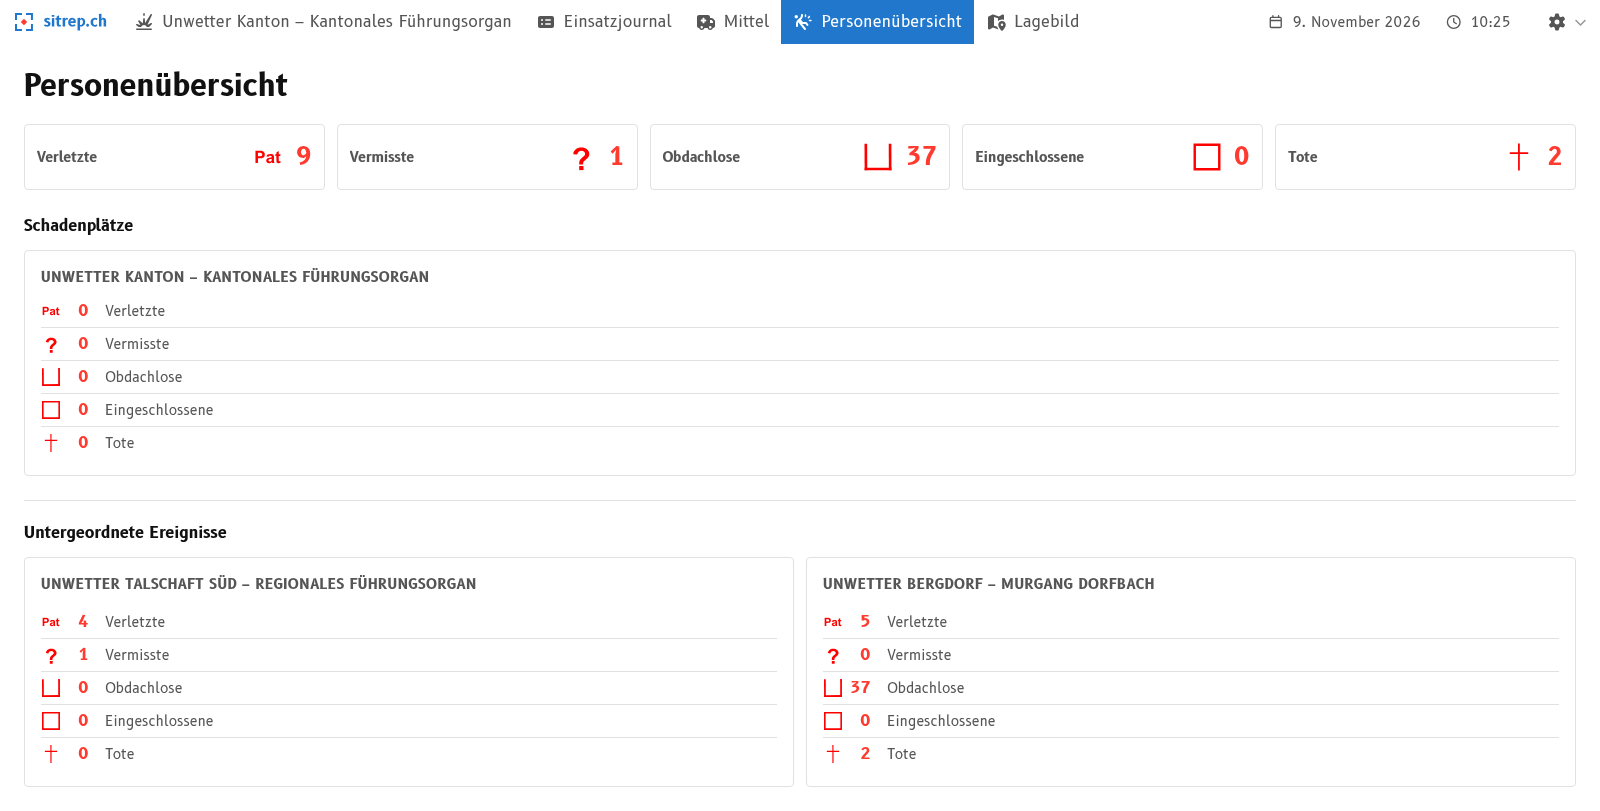 sitrep.ch Unwetter Kanton – Kantonales Führungsorgan Einsatzjournal Mittel Personenübersicht Lagebild 9. November 2026 10:25
Personenübersicht
Verletzte Pat 9
Vermisste ? 1
Obdachlose 37
Eingeschlossene 0
Tote 2
Schadenplätze
UNWETTER KANTON – KANTONALES FÜHRUNGSORGAN
Pat 0 Verletzte
? 0 Vermisste
0 Obdachlose
0 Eingeschlossene
0 Tote
Untergeordnete Ereignisse
UNWETTER TALSCHAFT SÜD – REGIONALES FÜHRUNGSORGAN
Pat 4 Verletzte
? 1 Vermisste
0 Obdachlose
0 Eingeschlossene
0 Tote
UNWETTER BERGDORF – MURGANG DORFBACH
Pat 5 Verletzte
? 0 Vermisste
37 Obdachlose
0 Eingeschlossene
2 Tote